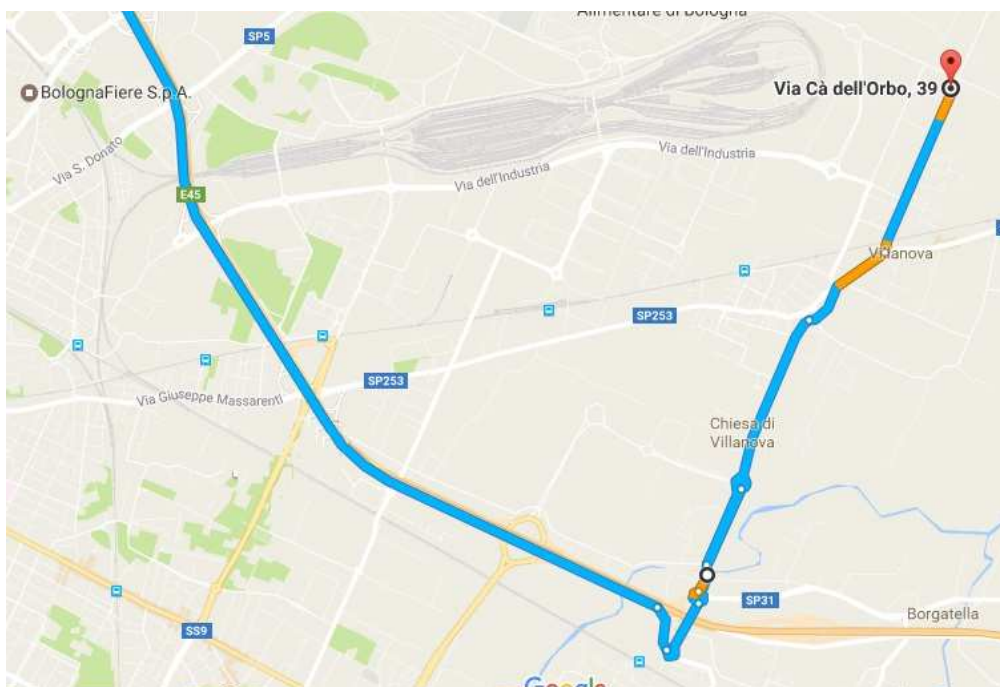 Alimentare di Bologna
SP5
BolognaFiere S.p.A.
Via Cà dell'Orbo, 39
Via S. Donato
Via dell'Industria
Via dell'Industria
E45
Villanova
SP253
SP253
Via Giuseppe Massarenti
Chiesa di
Villanova
SP31
Borgatella
SS9
Google